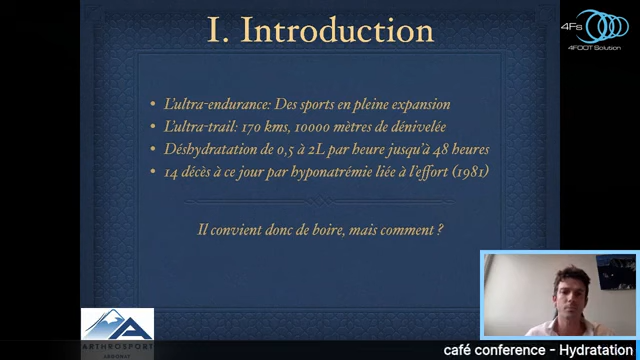 I. Introduction
4Fs
4FOOT Solution
• L'ultra-endurance: Des sports en pleine expansion
• L'ultra-trail: 170 kms, 10000 mètres de dénivelée
• Déshydratation de 0,5 à 2L par heure jusqu'à 48 heures
• 14 décès à ce jour par hyponatrémie liée à l'effort (1981)
Il convient donc de boire, mais comment ?
ARTHROSPORT
ARGONAY
café conference - Hydratation